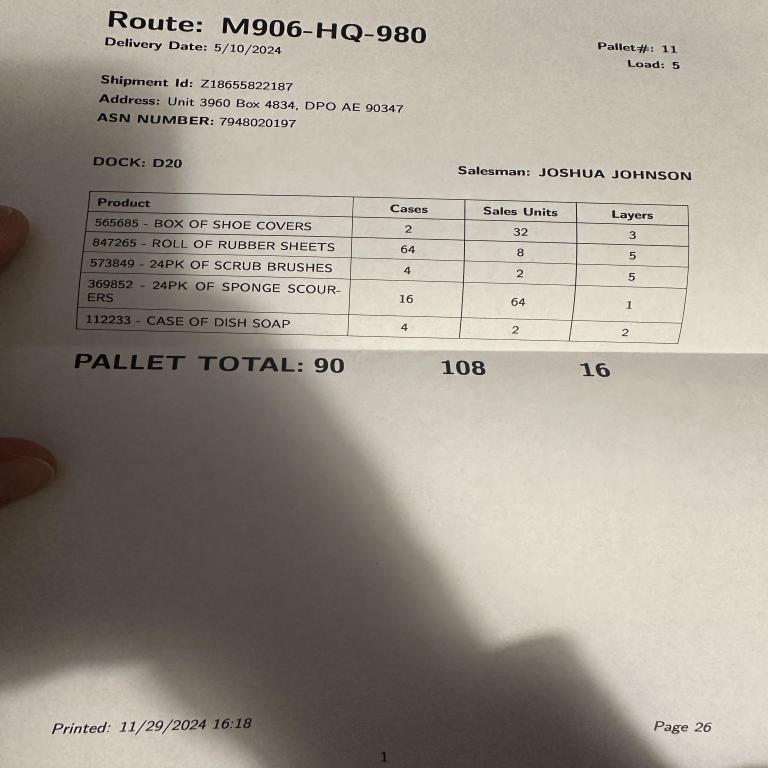 Route: M906-HQ-980
Delivery Date: 5/10/2024
Pallet#: 11
Load: 5
Shipment Id: Z18655822187
Address: Unit 3960 Box 4834, DPO AE 90347
ASN NUMBER: 7948020197
DOCK: D20
Salesman: JOSHUA JOHNSON
Product Cases Sales Units Layers
565685 - BOX OF SHOE COVERS 2 32 3
847265 - ROLL OF RUBBER SHEETS 64 8 5
573849 - 24PK OF SCRUB BRUSHES 4 2 5
369852 - 24PK OF SPONGE SCOUR-
ERS 16 64 1
112233 - CASE OF DISH SOAP 4 2 2
PALLET TOTAL: 90 108 16
Printed: 11/29/2024 16:18
Page 26
1